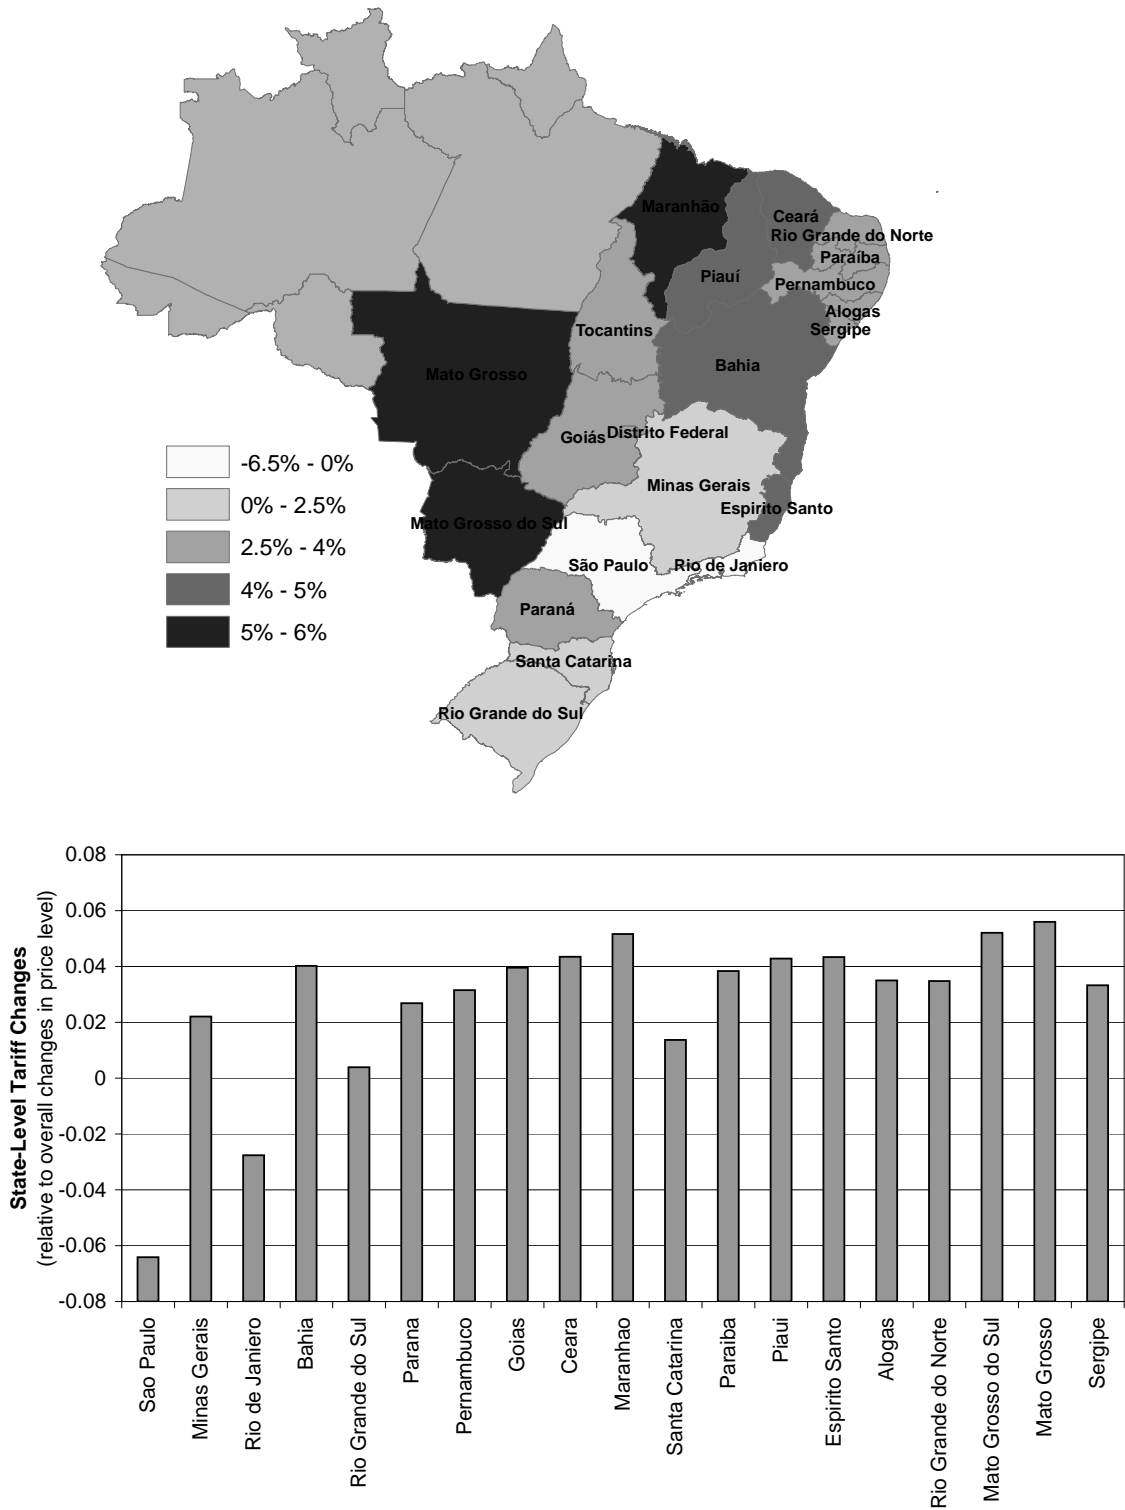 Maranhão
Ceará
Rio Grande do Norte
Paraíba
Piauí
Pernambuco
Alogas
Sergipe
Tocantins
Bahia
Mato Grosso
Goiás
Distrito Federal
-6.5% - 0%
0% - 2.5%
2.5% - 4%
4% - 5%
5% - 6%
Minas Gerais
Espirito Santo
Mato Grosso do Sul
São Paulo
Rio de Janiero
Paraná
Santa Catarina
Rio Grande do Sul
State-Level Tariff Changes
(relative to overall changes in price level)
0.08
0.06
0.04
0.02
0
-0.02
-0.04
-0.06
-0.08
Sao Paulo
Minas Gerais
Rio de Janiero
Bahia
Rio Grande do Sul
Parana
Pernambuco
Goias
Ceara
Maranhao
Santa Catarina
Paraiba
Piaui
Espirito Santo
Alogas
Rio Grande do Norte
Mato Grosso do Sul
Mato Grosso
Sergipe